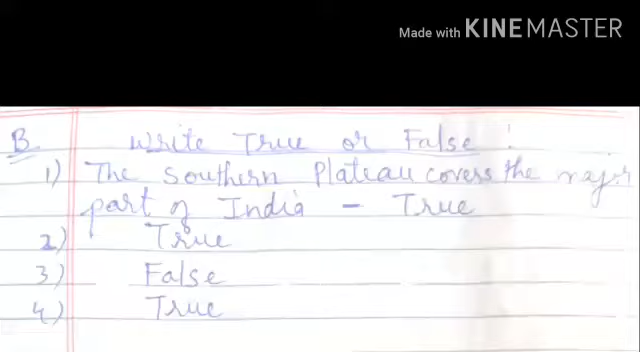 Made with KINEMASTER
B. Write True or False :
1) The Southern Plateau covers the major
part of India - True
2) True
3) False
4) True